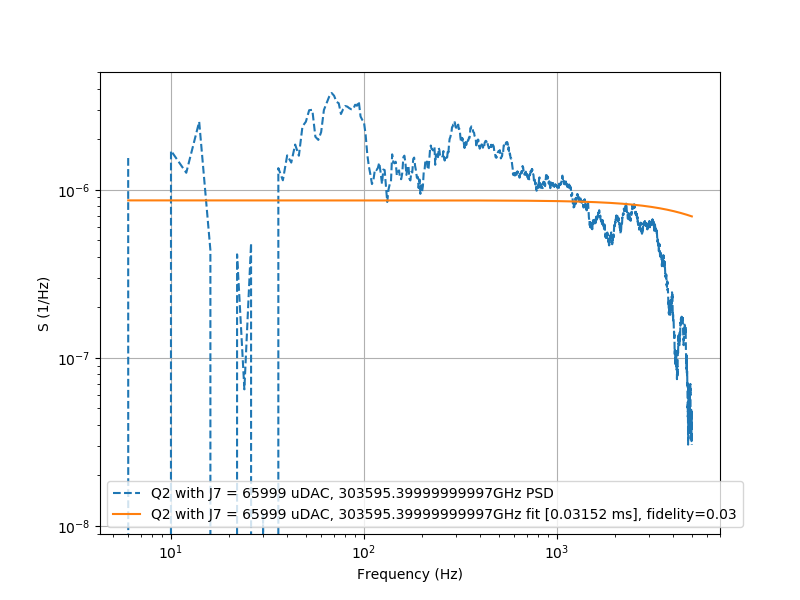 S (1/Hz)
10⁻⁶
10⁻⁷
10⁻⁸
Q2 with J7 = 65999 uDAC, 303595.39999999997GHz PSD
Q2 with J7 = 65999 uDAC, 303595.39999999997GHz fit [0.03152 ms], fidelity=0.03
10¹ 10² 10³
Frequency (Hz)